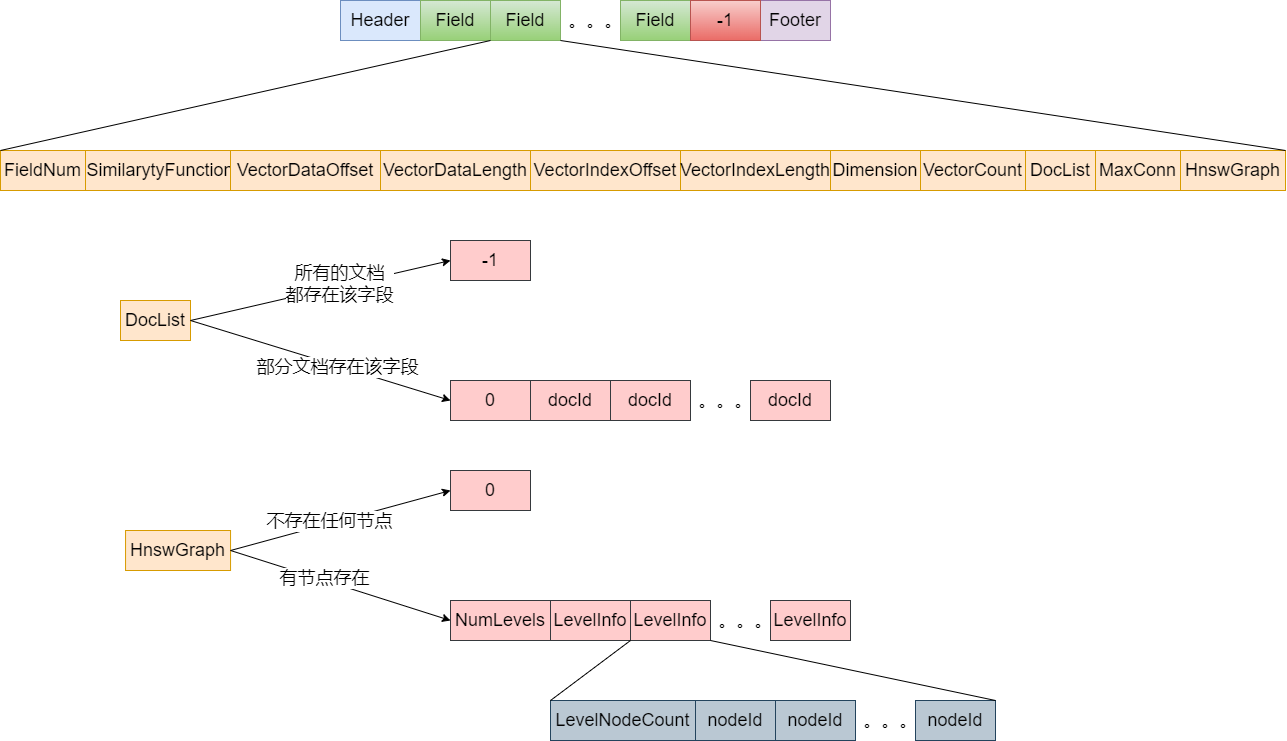 Header Field Field 。。。 Field -1 Footer
FieldNum SimilarytyFunction VectorDataOffset VectorDataLength VectorIndexOffset VectorIndexLength Dimension VectorCount DocList MaxConn HnswGraph
-1
所有的文档
都存在该字段
DocList
部分文档存在该字段
0 docId docId 。。。 docId
0
不存在任何节点
HnswGraph
有节点存在
NumLevels LevelInfo LevelInfo 。。。 LevelInfo
LevelNodeCount nodeId nodeId 。。。 nodeId